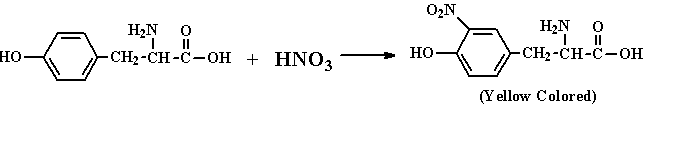 H₂N O
HO CH₂-CH-C-OH + HNO₃
O₂N
H₂N O
HO CH₂-CH-C-OH
(Yellow Colored)